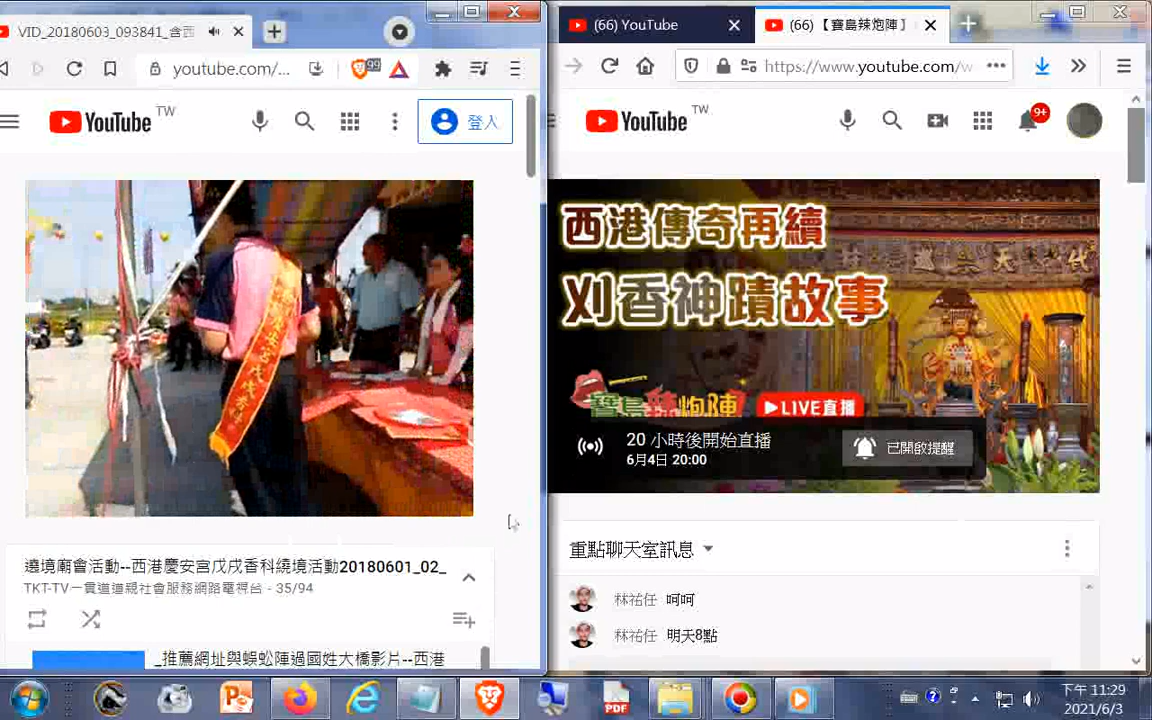 VID_20180603_093841_含西
(66) YouTube
(66) 【寶島辣炮陣】
youtube.com/...
99
https://www.youtube.com/w
YouTube TW
登入
YouTube TW
9+
西港傳奇再續
刈香神蹟故事
寶島辣炮陣
LIVE直播
20 小時後開始直播
6月4日 20:00
已開啟提醒
遶境廟會活動--西港慶安宮戊戌香科繞境活動20180601_02_
TKT-TV一貫道道親社會服務網路電視台 - 35/94
_推薦網址與蜈蚣陣過國姓大橋影片--西港
重點聊天室訊息
林祐任 呵呵
林祐任 明天8點
PDF
下午 11:29
2021/6/3